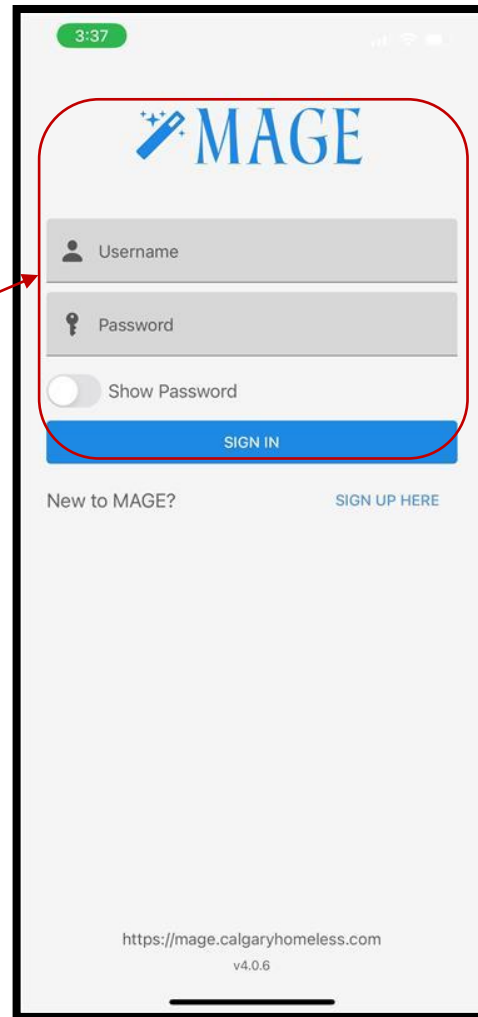 3:37
MAGE
Username
Password
Show Password
SIGN IN
New to MAGE? SIGN UP HERE
https://mage.calgaryhomeless.com
v4.0.6